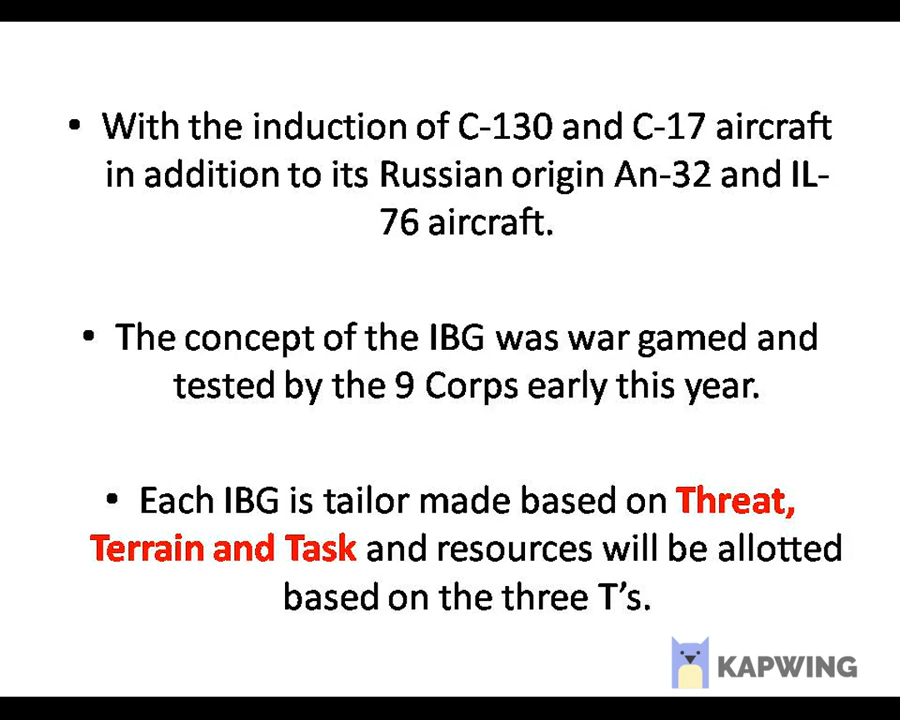 • With the induction of C-130 and C-17 aircraft
in addition to its Russian origin An-32 and IL-
76 aircraft.
• The concept of the IBG was war gamed and
tested by the 9 Corps early this year.
• Each IBG is tailor made based on Threat,
Terrain and Task and resources will be allotted
based on the three T's.
KAPWING